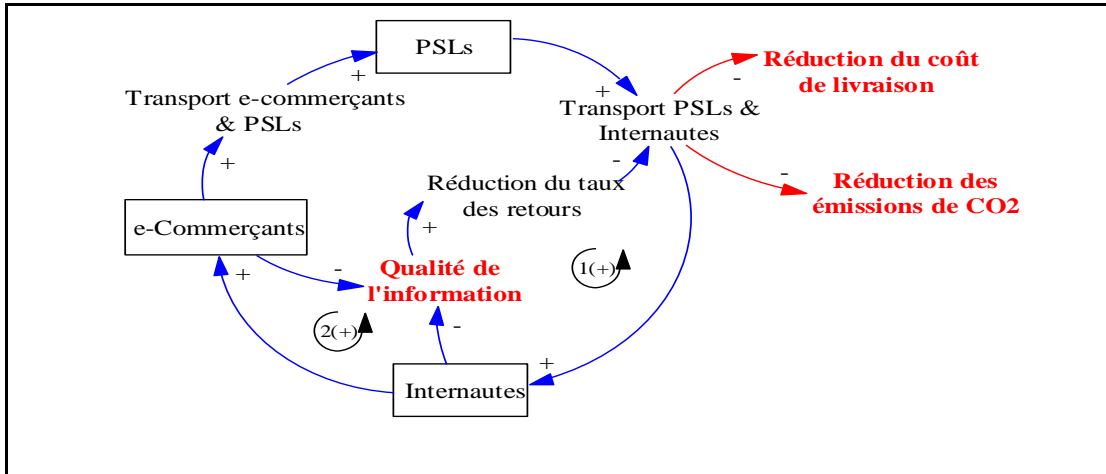 PSLs
+
Réduction du coût
de livraison
-
Transport e-commerçants
& PSLs
+
Transport PSLs &
Internautes
+
-
Réduction du taux
des retours
-
Réduction des
émissions de CO2
e-Commerçants
+
-
+
Qualité de
l'information
1(+)
2(+)
-
+
Internautes